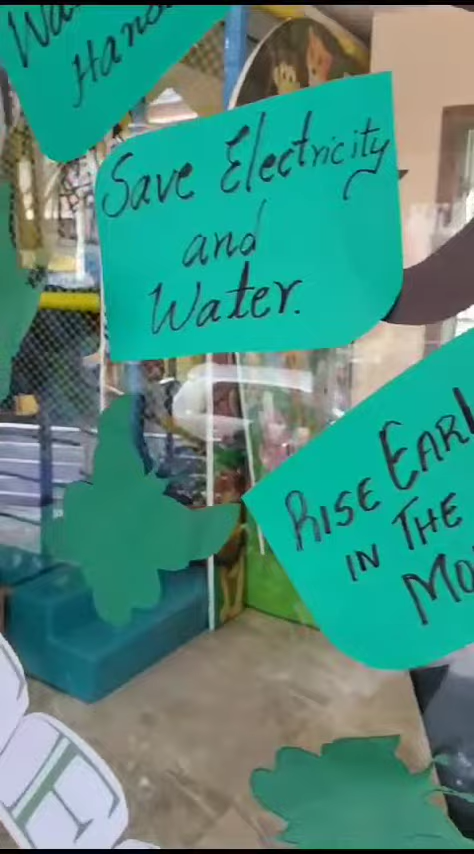 Hand
Save Electricity
and
Water.
RISE EARL
IN THE
MO
E